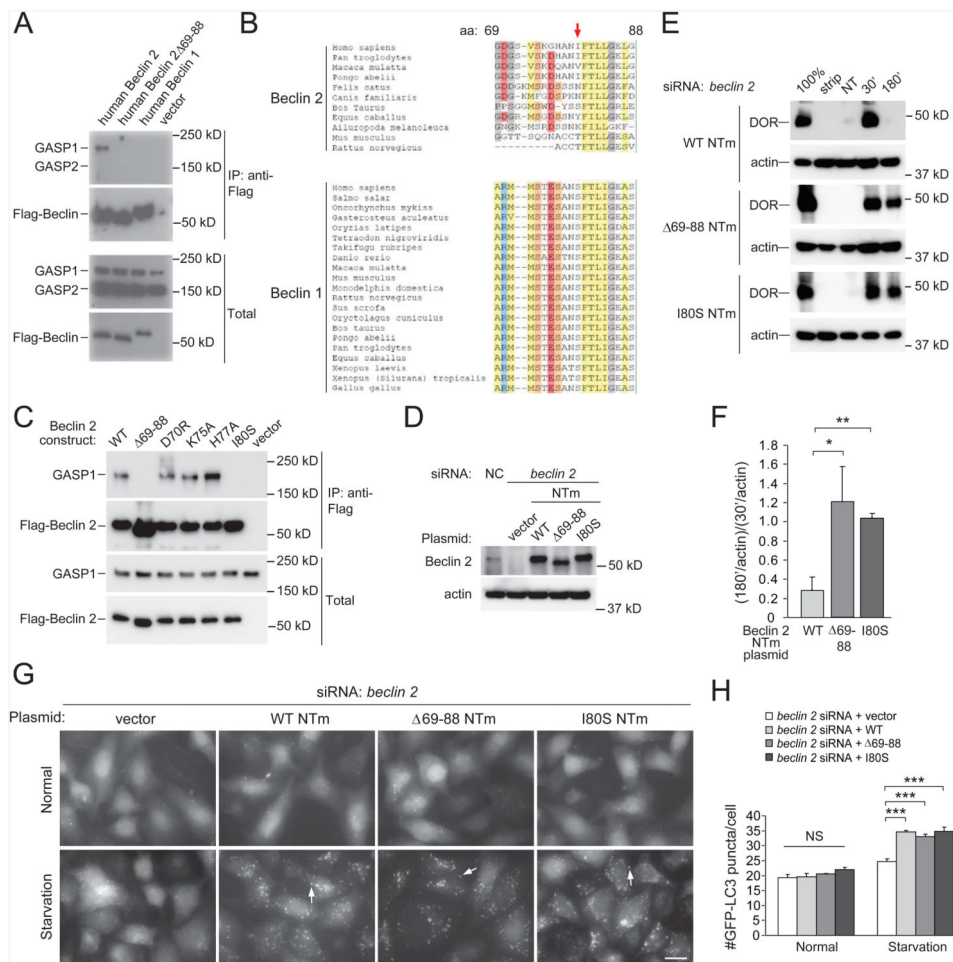 A
human Beclin 2
human Beclin 2Δ69-88
human Beclin 1
vector
250 kD
GASP1
GASP2
150 kD
IP: anti-
Flag
Flag-Beclin
50 kD
GASP1
250 kD
GASP2
150 kD
Total
Flag-Beclin
50 kD
B
aa: 69 88
Beclin 2
Homo sapiens GDGS-VSKGHANIFTLLGELG
Pan troglodytes
Macaca mulatta
Pongo abelii
Felis catus
Canis familiaris
Bos Taurus
Equus caballus
Ailuropoda melanoleuca
Mus musculus
Rattus norvegicus ----------ACCTFTLLGESV
Beclin 1
Homo sapiens ARM--MSTESANSFTLIGEAS
Salmo salar
Oncorhynchus mykiss
Gasterosteus aculeatus
Oryzias latipes
Tetraodon nigroviridis
Takifugu rubripes
Danio rerio
Macaca mulatta
Mus musculus
Monodelphis domestica
Rattus norvegicus
Sus scrofa
Oryctolagus cuniculus
Bos taurus
Pongo abelii
Pan troglodytes
Equus caballus
Xenopus laevis
Xenopus (Silurana) tropicalis
Gallus gallus
C
Beclin 2
construct:
WT
Δ69-88
D70R
K75A
H77A
I80S
vector
250 kD
GASP1
150 kD
IP: anti-
Flag
Flag-Beclin 2
50 kD
GASP1
250 kD
150 kD
Total
Flag-Beclin 2
50 kD
D
siRNA: NC beclin 2
NTm
Plasmid:
vector
WT
Δ69-88
I80S
Beclin 2
50 kD
actin
37 kD
E
siRNA: beclin 2
100%
strip
NT
30'
180'
DOR
50 kD
WT NTm
actin
37 kD
DOR
50 kD
Δ69-88 NTm
actin
37 kD
DOR
50 kD
I80S NTm
actin
37 kD
F
(180'/actin)/(30'/actin)
1.8
1.6
1.4
1.2
1.0
0.8
0.6
0.4
0.2
0
**
*
Beclin 2
NTm
plasmid
WT Δ69-
88 I80S
G
siRNA: beclin 2
Plasmid: vector WT NTm Δ69-88 NTm I80S NTm
Normal
Starvation
H
beclin 2 siRNA + vector
beclin 2 siRNA + WT
beclin 2 siRNA + Δ69-88
beclin 2 siRNA + I80S
#GFP-LC3 puncta/cell
40
35
30
25
20
15
10
5
0
NS
***
***
***
Normal Starvation